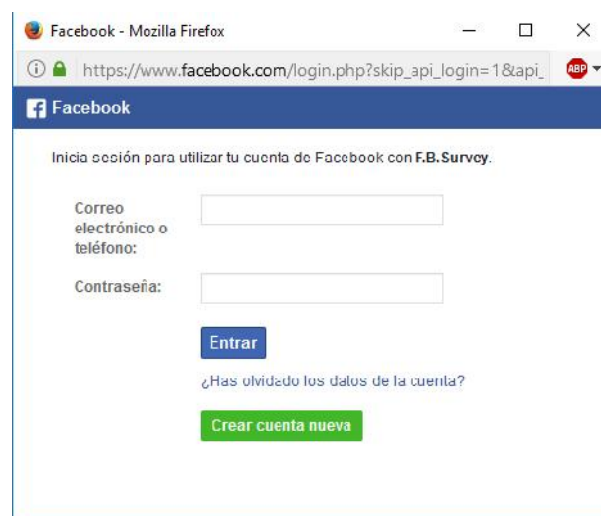 Facebook - Mozilla Firefox
https://www.facebook.com/login.php?skip_api_login=1&api_
ABP
Facebook
Inicia sesión para utilizar tu cuenta de Facebook con F.B.Survey.
Correo
electrónico o
teléfono:
Contraseña:
Entrar
¿Has olvidado los datos de la cuenta?
Crear cuenta nueva